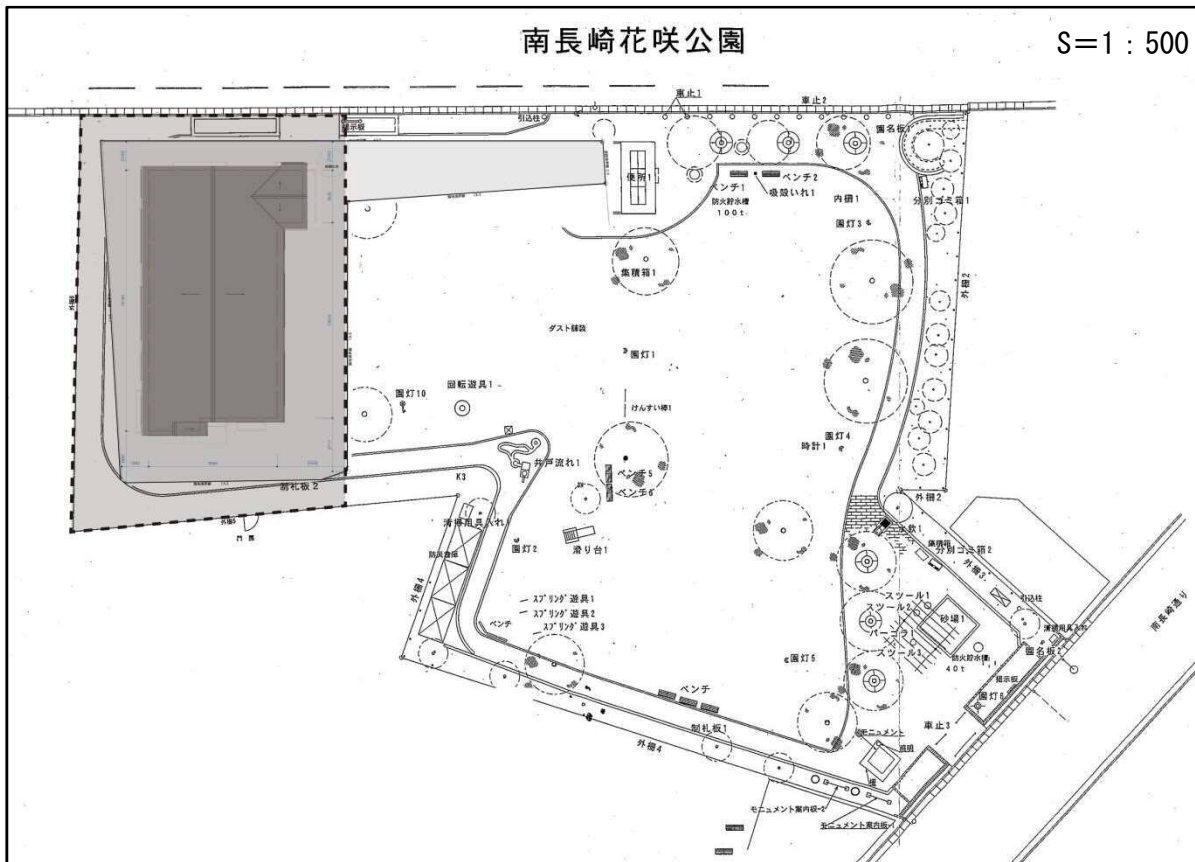 南長崎花咲公園
S=1:500
車止1
車止2
引込柱
掲示板
園名板1
便所1
ベンチ1
ベンチ2
吸殻いれ1
防火貯水槽
100t
内柵1
園灯3
分別ゴミ箱1
外柵2
集積箱1
ダスト舗装
園灯1
園灯10
回転遊具1
けんすい棒1
園灯4
時計1
井戸流れ1
K3
ベンチ5
ベンチ6
制札板2
外柵5
門扉
清掃用具入れ1
防災倉庫
外柵4
園灯2
滑り台1
外柵2
集積箱
分別ゴミ箱2
外柵3
引込柱
スツール1
スツール2
砂場1
パーゴラ1
スツール3
清掃用具入れ
園名板2
防火貯水槽
40t
掲示板
園灯6
南長崎通り
スプリング遊具1
スプリング遊具2
スプリング遊具3
ベンチ
園灯5
ベンチ
制札板1
外柵4
車止3
モニュメント
照明
モニュメント案内板-2
モニュメント案内板-1